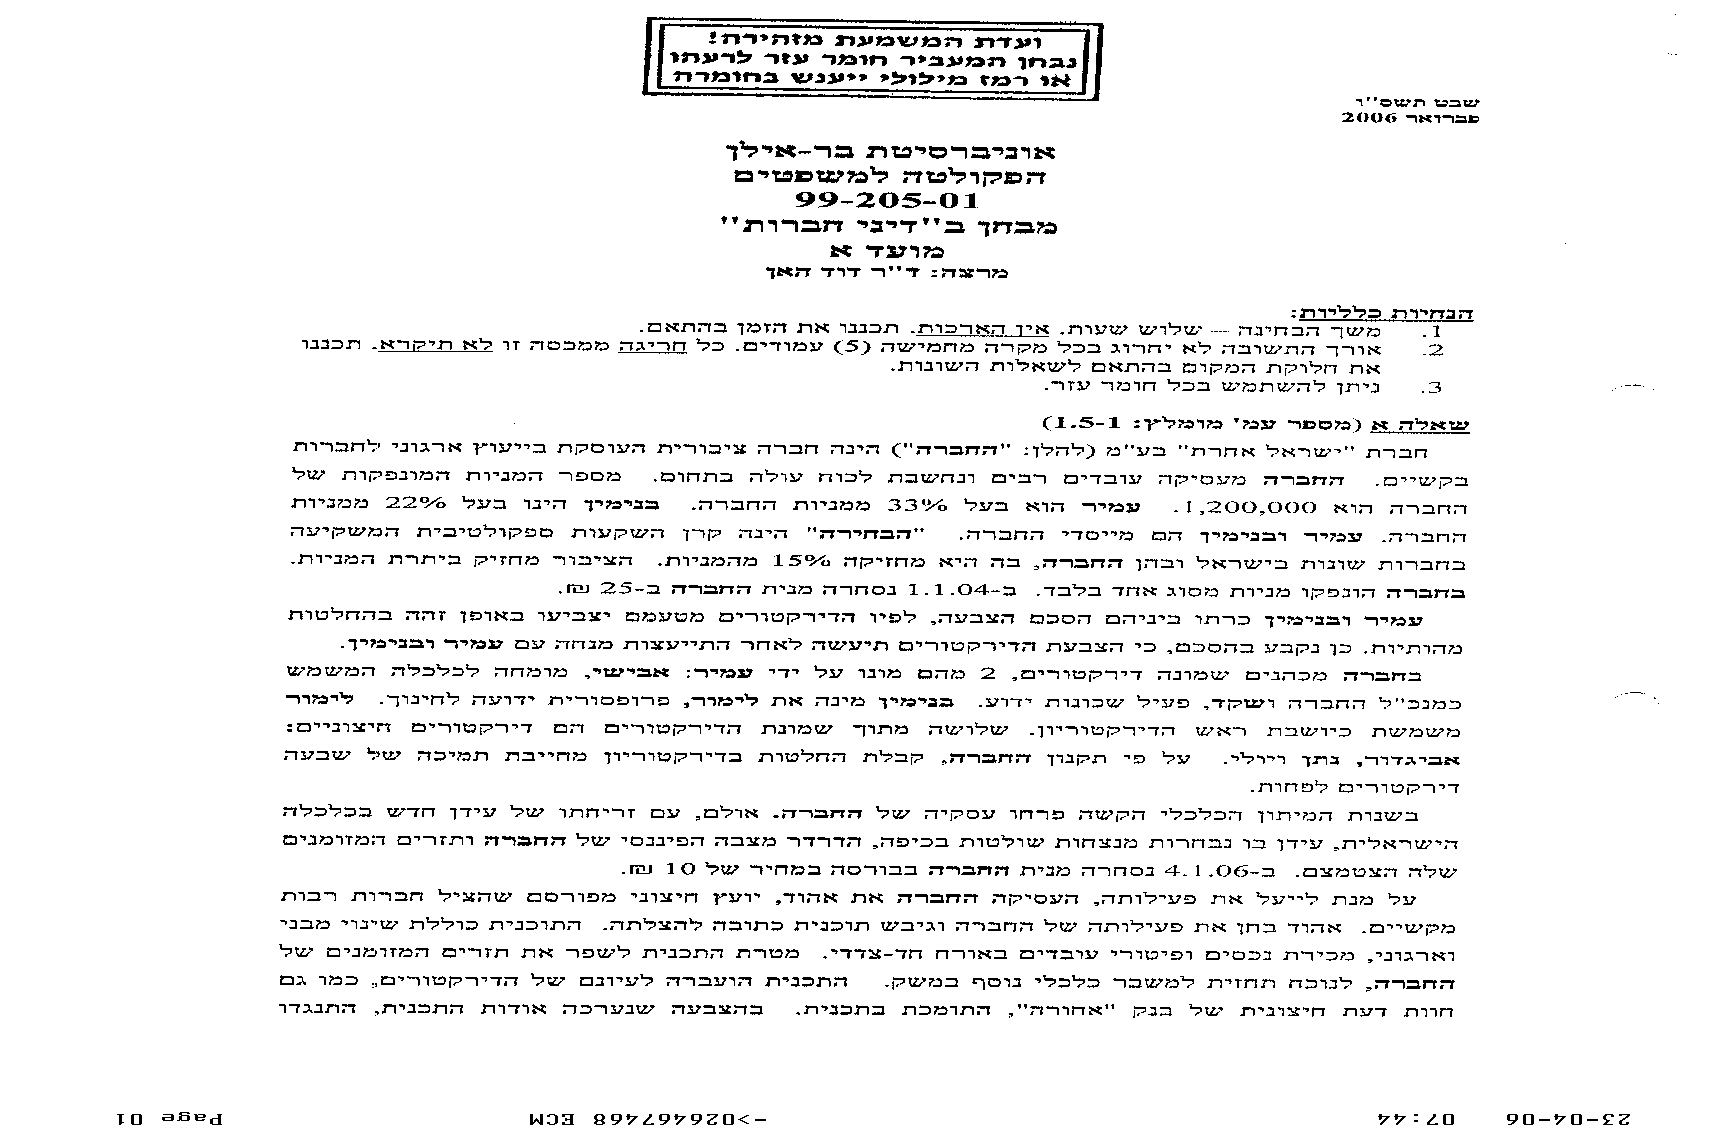 ועדת המשמעת מזהירה!
נבחן המעביר חומר עזר לרעהו
או רמז מילולי ייענש בחומרה
שבט תשס"ו
פברואר 2006
אוניברסיטת בר-אילן
הפקולטה למשפטים
99-205-01
מבחן ב"דיני חברות"
מועד א
מרצה: ד"ר דוד האן
הנחיות כלליות:
1. משך הבחינה – שלוש שעות. אין הארכות. תכננו את הזמן בהתאם.
2. אורך התשובה לא יחרוג בכל מקרה מחמישה (5) עמודים. כל חריגה ממכסה זו לא תיקרא. תכננו
את חלוקת המקום בהתאם לשאלות השונות.
3. ניתן להשתמש בכל חומר עזר.
שאלה א (מספר עמ' מומלץ: 1.5-1)
חברת "ישראל אחרת" בע"מ (להלן: "החברה") הינה חברה ציבורית העוסקת בייעוץ ארגוני לחברות
בקשיים. החברה מעסיקה עובדים רבים ונחשבת לכוח עולה בתחום. מספר המניות המונפקות של
החברה הוא 1,200,000. עמיר הוא בעל 33% ממניות החברה. בנימין הינו בעל 22% ממניות
החברה. עמיר ובנימין הם מייסדי החברה. "הבחירה" הינה קרן השקעות ספקולטיבית המשקיעה
בחברות שונות בישראל ובהן החברה, בה היא מחזיקה 15% מהמניות. הציבור מחזיק ביתרת המניות.
בחברה הונפקו מניות מסוג אחד בלבד. ב-1.1.04 נסחרה מנית החברה ב-25 ₪.
עמיר ובנימין כרתו ביניהם הסכם הצבעה, לפיו הדירקטורים מטעמם יצביעו באופן זהה בהחלטות
מהותיות. כן נקבע בהסכם, כי הצבעת הדירקטורים תיעשה לאחר התייעצות מנחה עם עמיר ובנימין.
בחברה מכהנים שמונה דירקטורים, 2 מהם מונו על ידי עמיר: אבישי, מומחה לכלכלה המשמש
כמנכ"ל החברה ושקד, פעיל שכונות ידוע. בנימין מינה את לימור, פרופסורית ידועה לחינוך. לימור
משמשת כיושבת ראש הדירקטוריון. שלושה מתוך שמונת הדירקטורים הם דירקטורים חיצוניים:
אביגדור, נתן ויולי. על פי תקנון החברה, קבלת החלטות בדירקטוריון מחייבת תמיכה של שבעה
דירקטורים לפחות.
בשנות המיתון הכלכלי הקשה פרחו עסקיה של החברה. אולם, עם זריחתו של עידן חדש בכלכלה
הישראלית, עידן בו נבחרות מנצחות שולטות בכיפה, הדרדר מצבה הפיננסי של החברה ותזרים המזומנים
שלה הצטמצם. ב-4.1.06 נסחרה מנית החברה בבורסה במחיר של 10 ₪.
על מנת לייעל את פעילותה, העסיקה החברה את אהוד, יועץ חיצוני מפורסם שהציל חברות רבות
מקשיים. אהוד בחן את פעילותה של החברה וגיבש תוכנית כתובה להצלתה. התוכנית כוללת שינוי מבני
וארגוני, מכירת נכסים ופיטורי עובדים באורח חד-צדדי. מטרת התכנית לשפר את תזרים המזומנים של
החברה, לנוכח תחזית למשבר כלכלי נוסף במשק. התכנית הועברה לעיונם של הדירקטורים, כמו גם
חוות דעת חיצונית של בנק "אחורה", התומכת בתכנית. בהצבעה שנערכה אודות התכנית, התנגדו
23-04-06 07:44 ->026467468 ECM Page 01